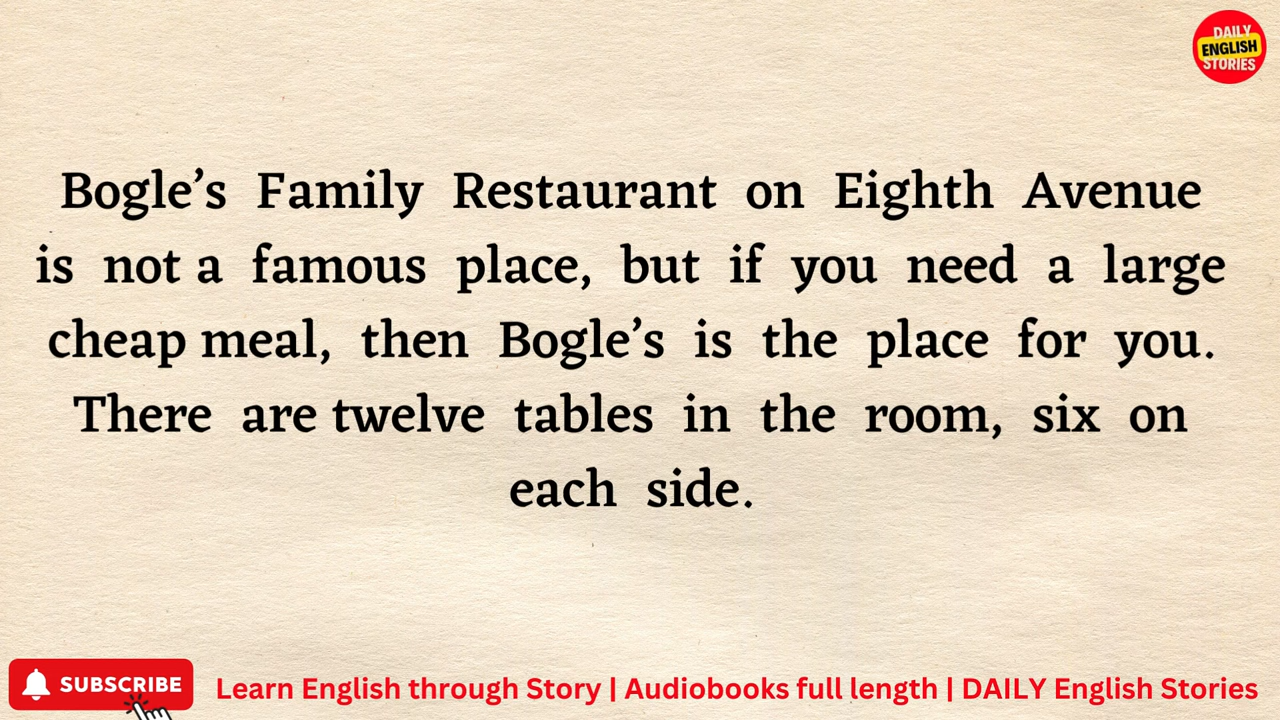 DAILY
ENGLISH
STORIES
Bogle’s Family Restaurant on Eighth Avenue
is not a famous place, but if you need a large
cheap meal, then Bogle’s is the place for you.
There are twelve tables in the room, six on
each side.
SUBSCRIBE
Learn English through Story | Audiobooks full length | DAILY English Stories